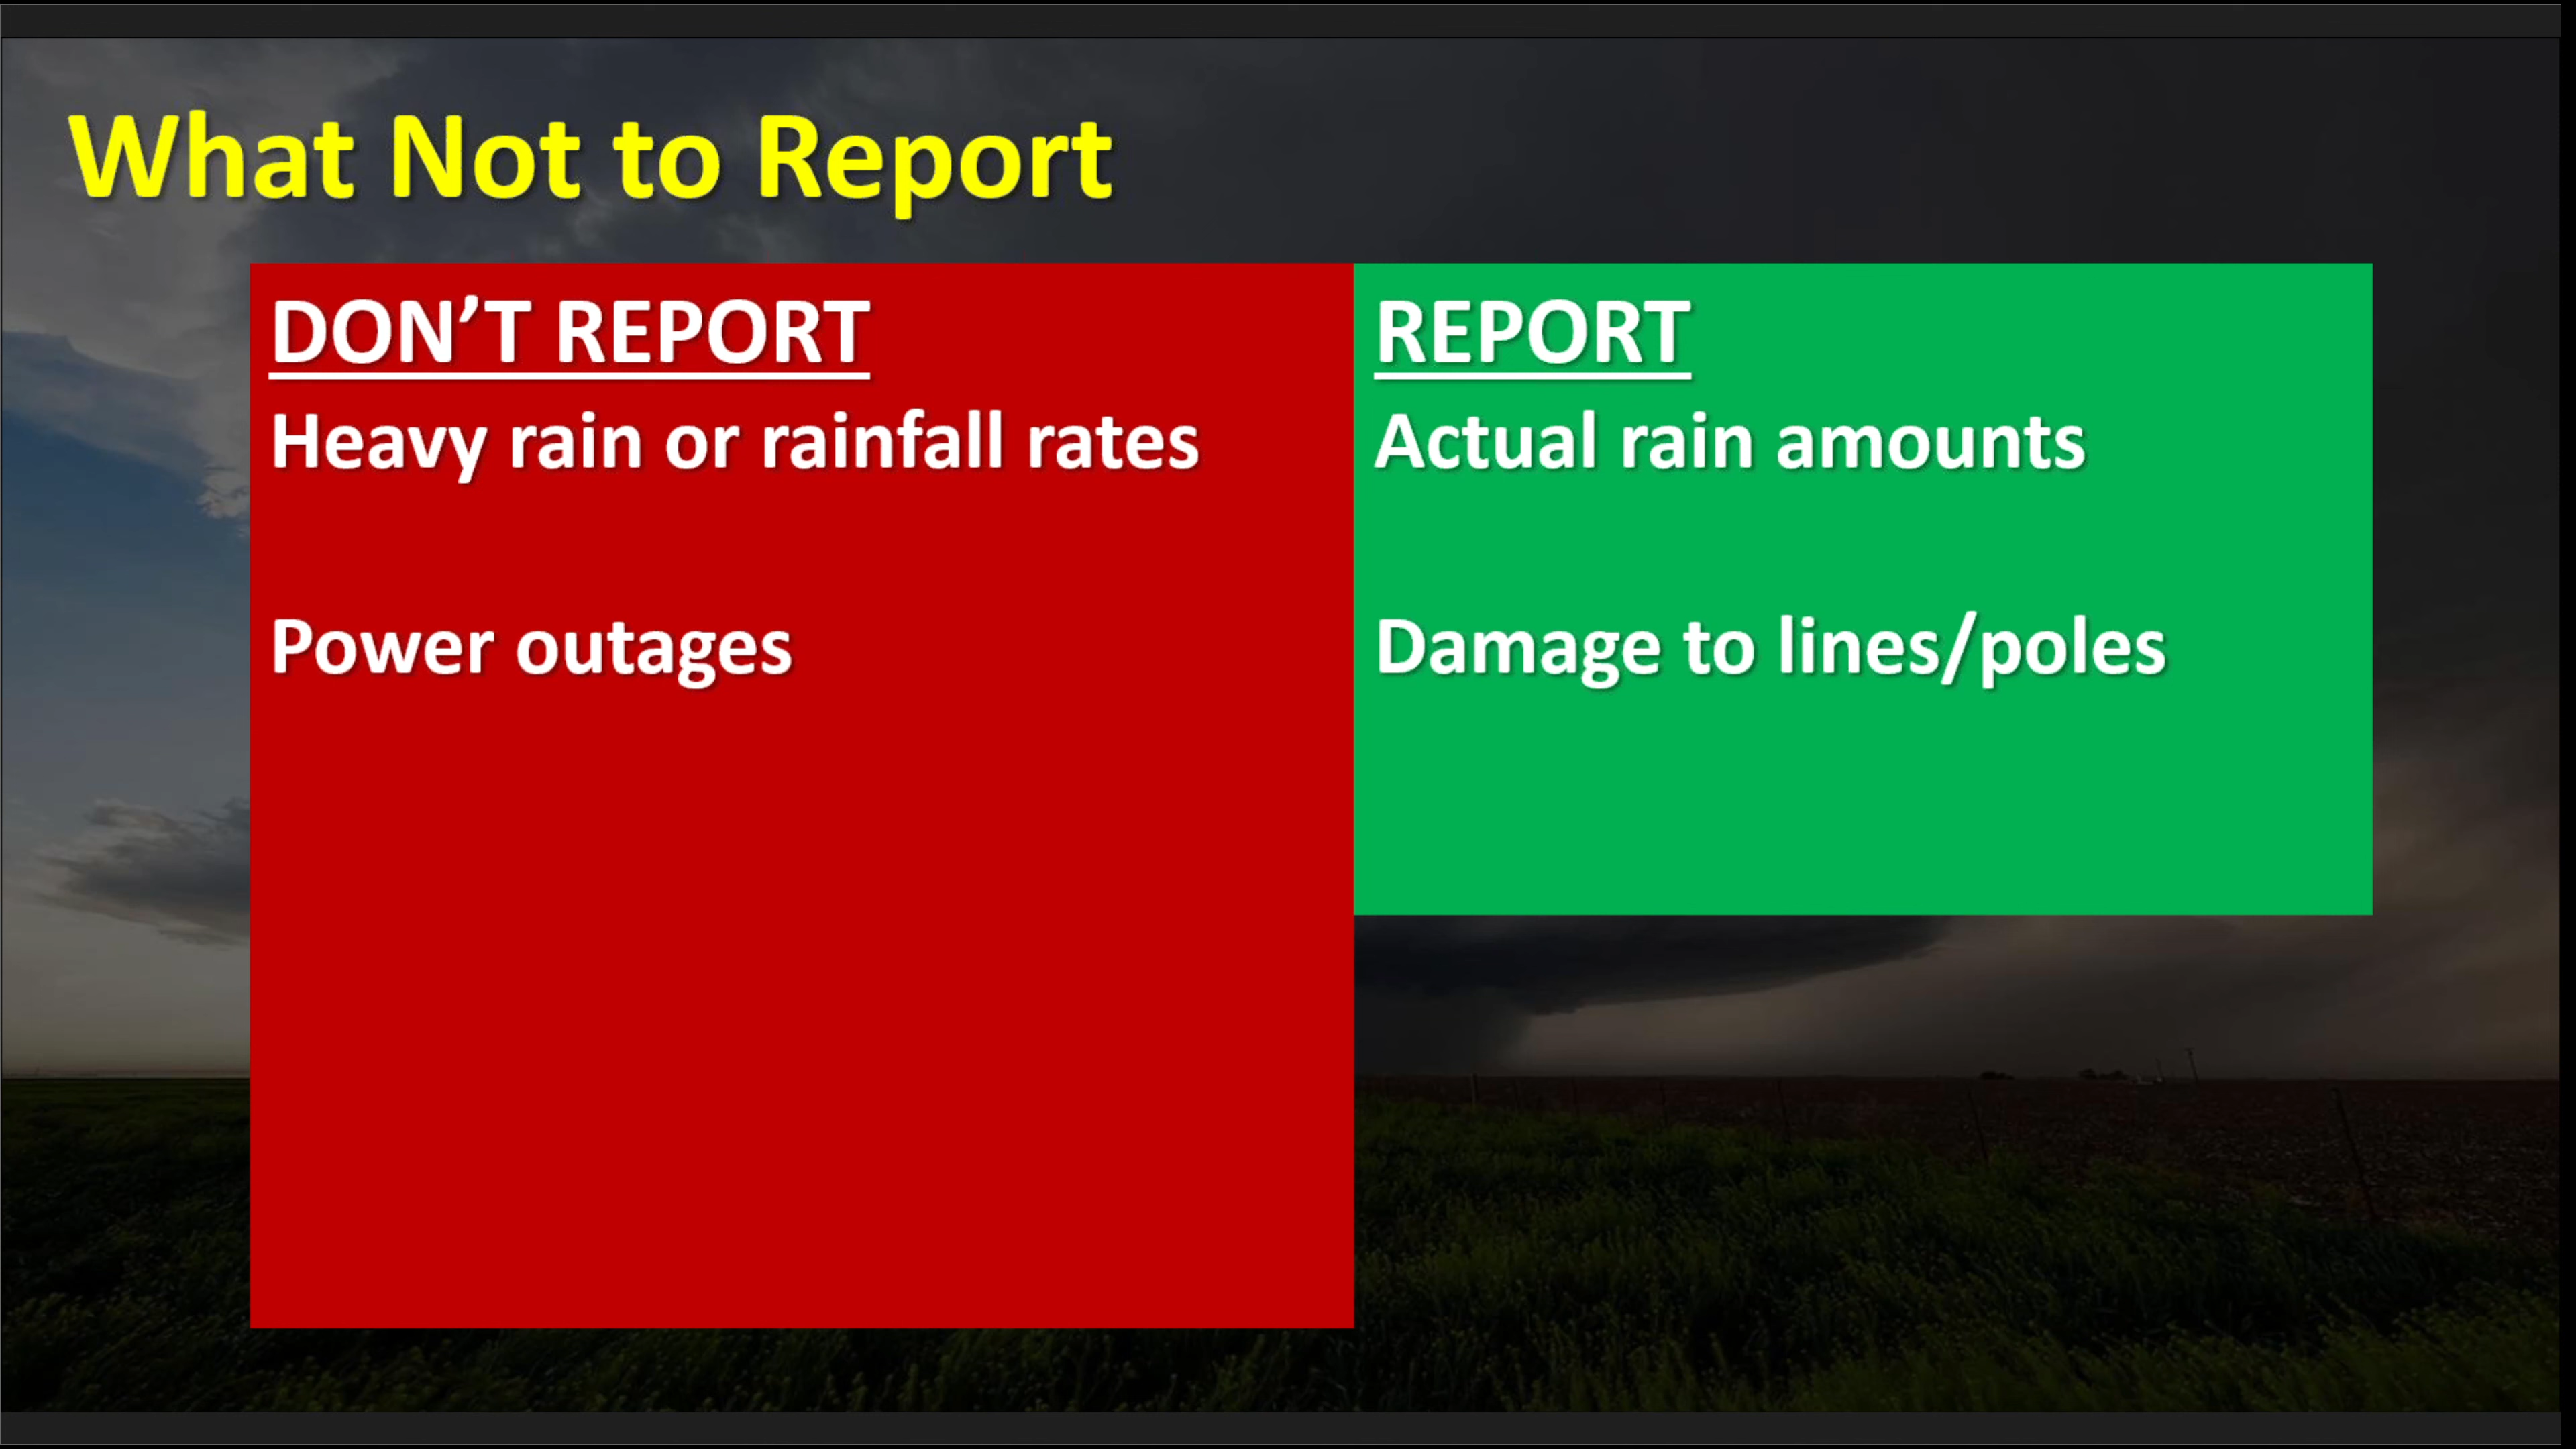 What Not to Report
DON’T REPORT
Heavy rain or rainfall rates
Power outages
REPORT
Actual rain amounts
Damage to lines/poles